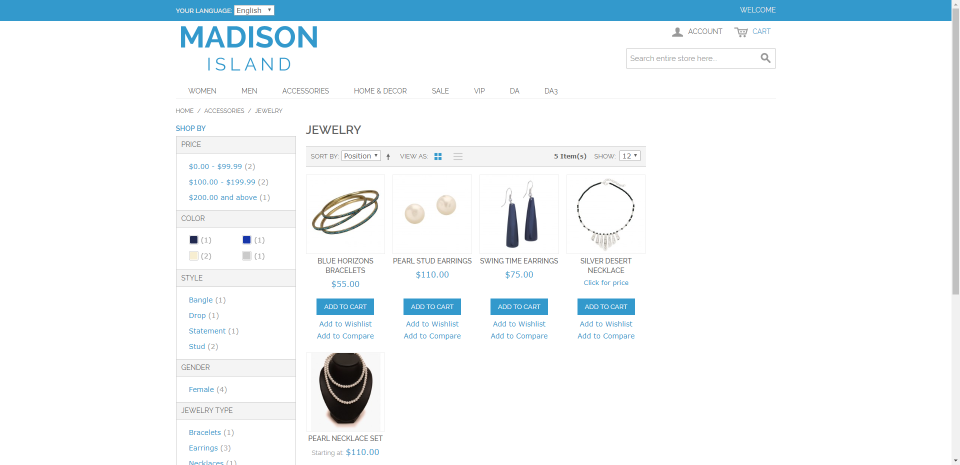 YOUR LANGUAGE: English
WELCOME
MADISON
ISLAND
ACCOUNT
CART
Search entire store here...
WOMEN MEN ACCESSORIES HOME & DECOR SALE VIP DA DA3
HOME / ACCESSORIES / JEWELRY
SHOP BY
PRICE
$0.00 - $99.99 (2)
$100.00 - $199.99 (2)
$200.00 and above (1)
COLOR
(1) (1)
(2) (1)
STYLE
Bangle (1)
Drop (1)
Statement (1)
Stud (2)
GENDER
Female (4)
JEWELRY TYPE
Bracelets (1)
Earrings (3)
Necklaces (1)
JEWELRY
SORT BY: Position VIEW AS: 5 Item(s) SHOW: 12
BLUE HORIZONS
BRACELETS
$55.00
ADD TO CART
Add to Wishlist
Add to Compare
PEARL STUD EARRINGS
$110.00
ADD TO CART
Add to Wishlist
Add to Compare
SWING TIME EARRINGS
$75.00
ADD TO CART
Add to Wishlist
Add to Compare
SILVER DESERT
NECKLACE
Click for price
ADD TO CART
Add to Wishlist
Add to Compare
PEARL NECKLACE SET
Starting at: $110.00